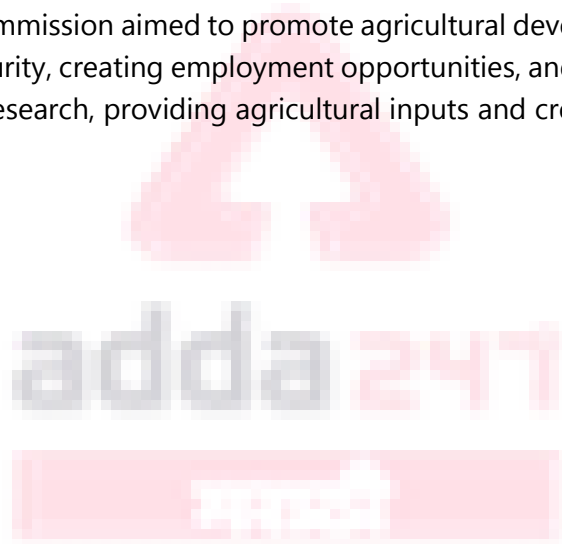 mmission aimed to promote agricultural deve
urity, creating employment opportunities, and
esearch, providing agricultural inputs and cre
adda 247
मराठी